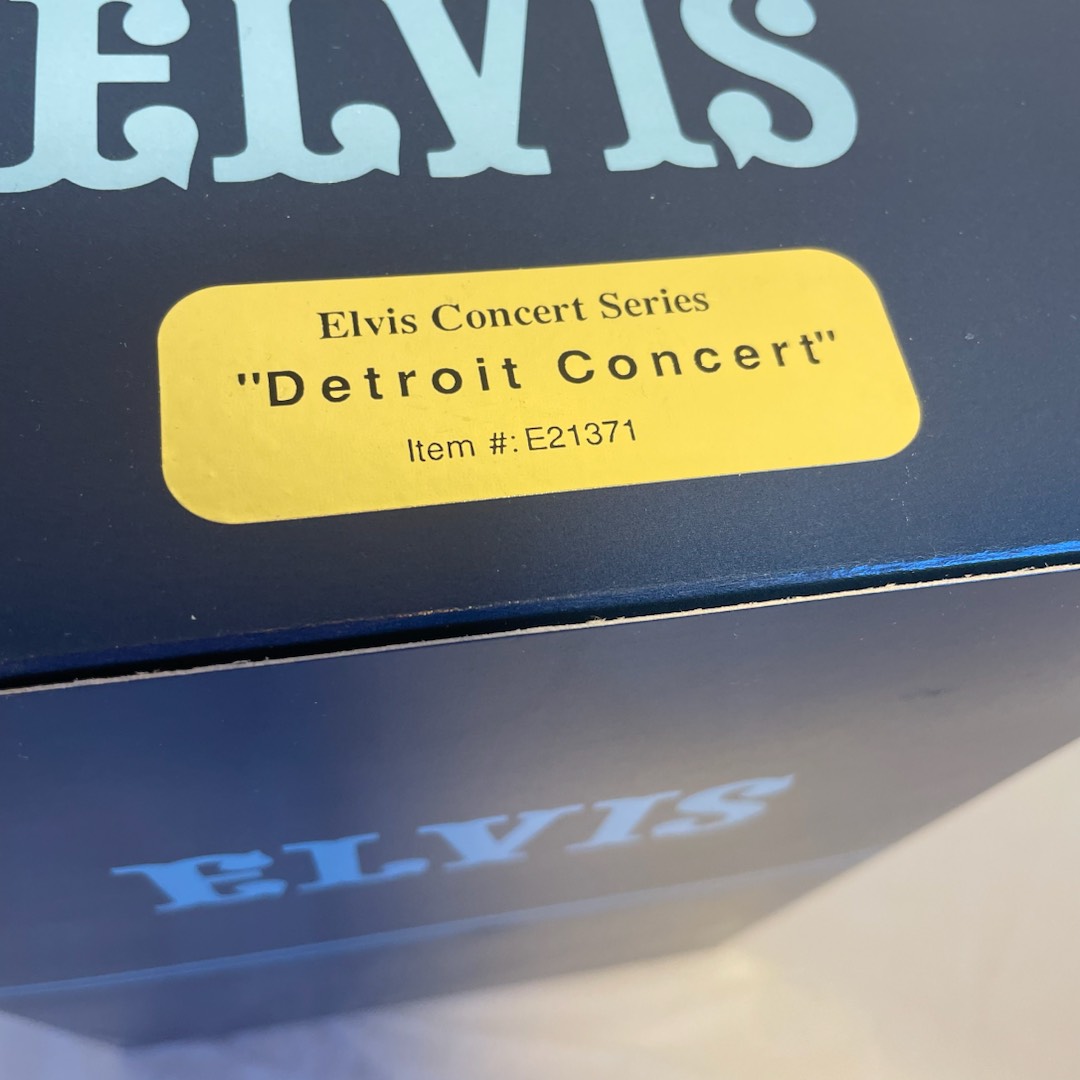 ELVIS
Elvis Concert Series
"Detroit Concert"
Item #: E21371
ELVIS